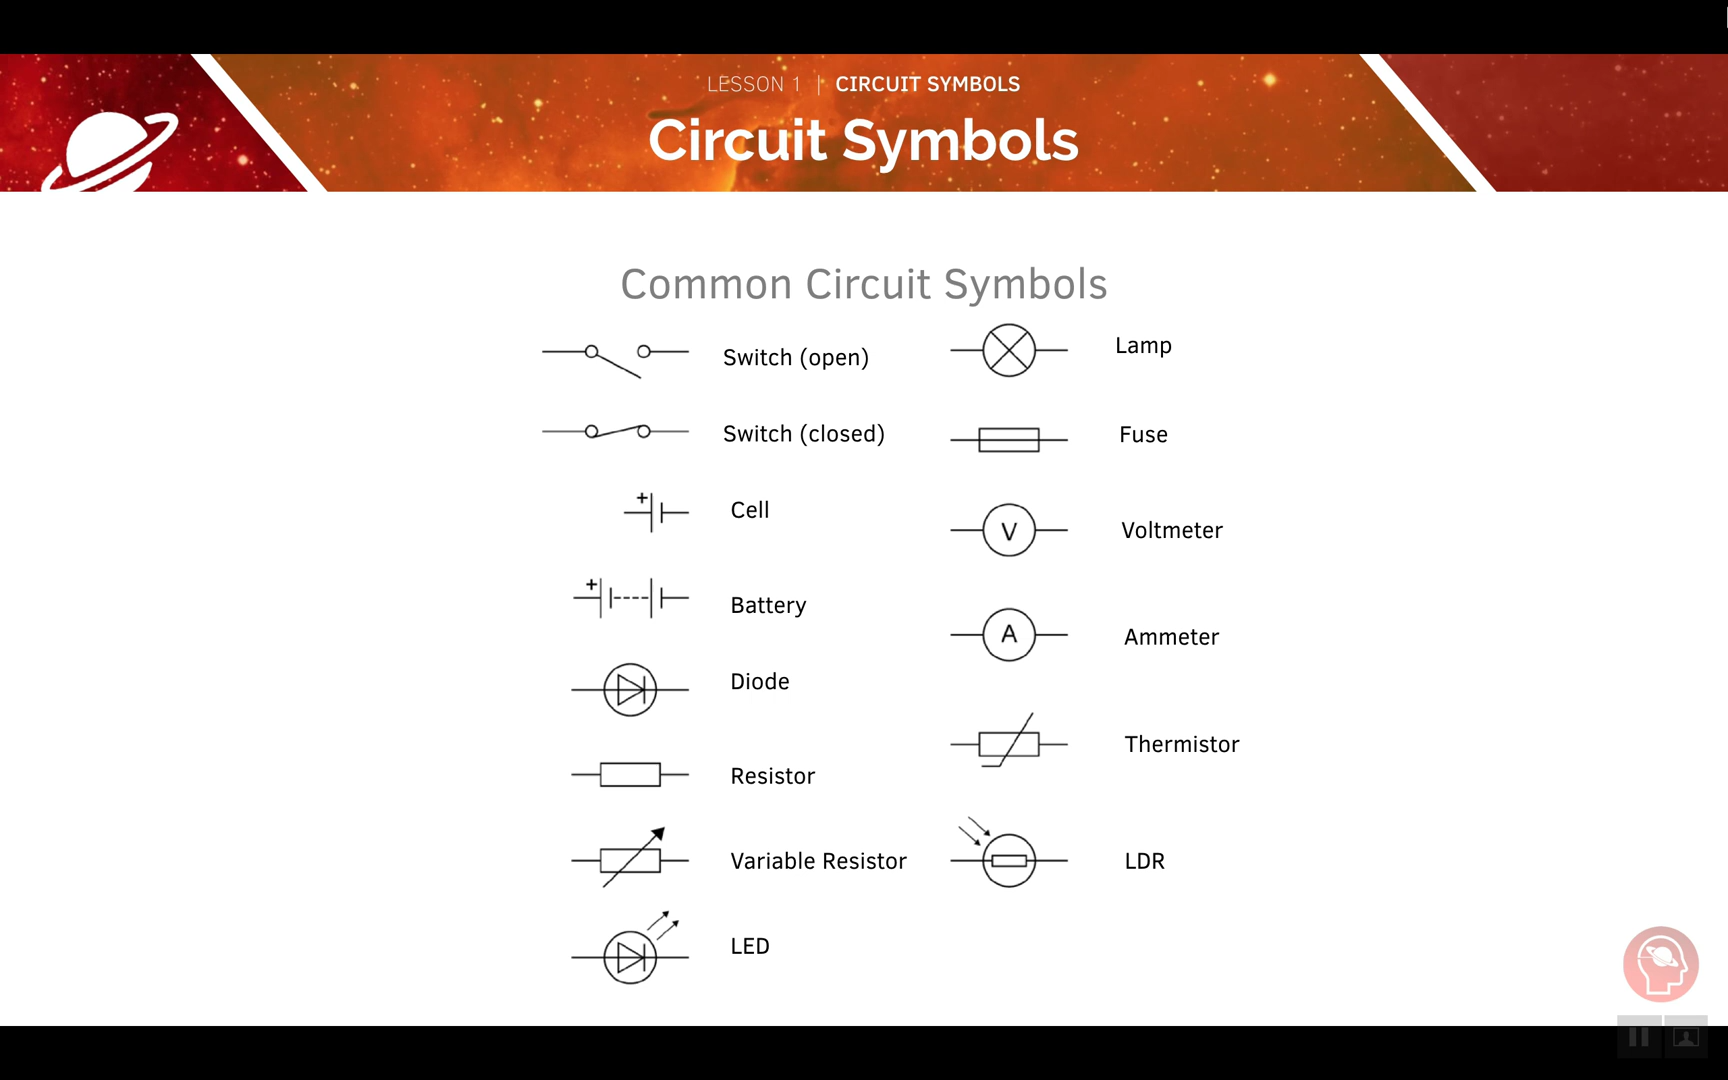 LESSON 1 | CIRCUIT SYMBOLS
Circuit Symbols
Common Circuit Symbols
Switch (open)
Switch (closed)
+
Cell
+
Battery
Diode
Resistor
Variable Resistor
LED
Lamp
Fuse
V
Voltmeter
A
Ammeter
Thermistor
LDR